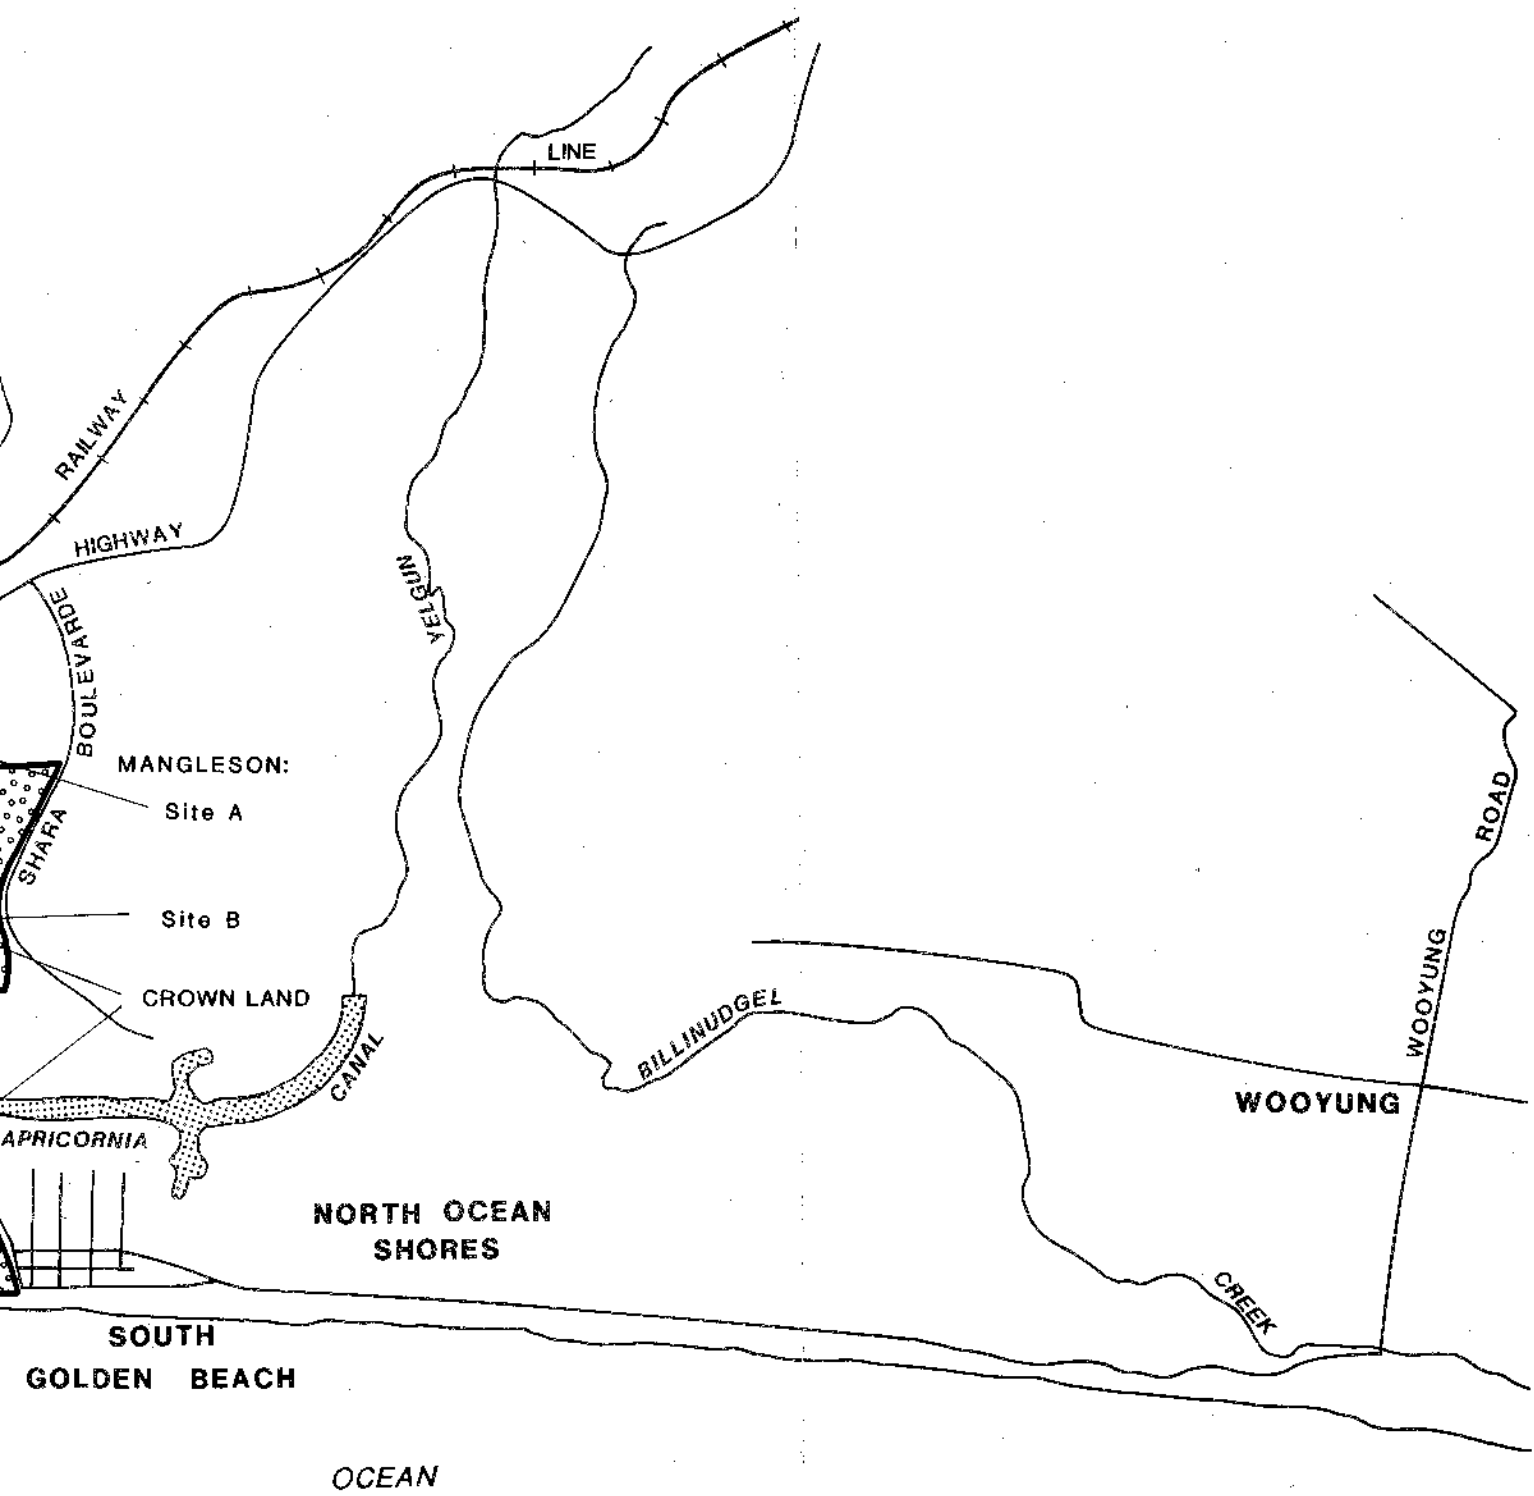 LINE
RAILWAY
HIGHWAY
BOULEVARDE
SHARA
YELGUN
MANGLESON:
Site A
ROAD
Site B
WOOYUNG
CROWN LAND
BILLINUDGEL
CANAL
WOOYUNG
APRICORNIA
NORTH OCEAN
SHORES
CREEK
SOUTH
GOLDEN BEACH
OCEAN